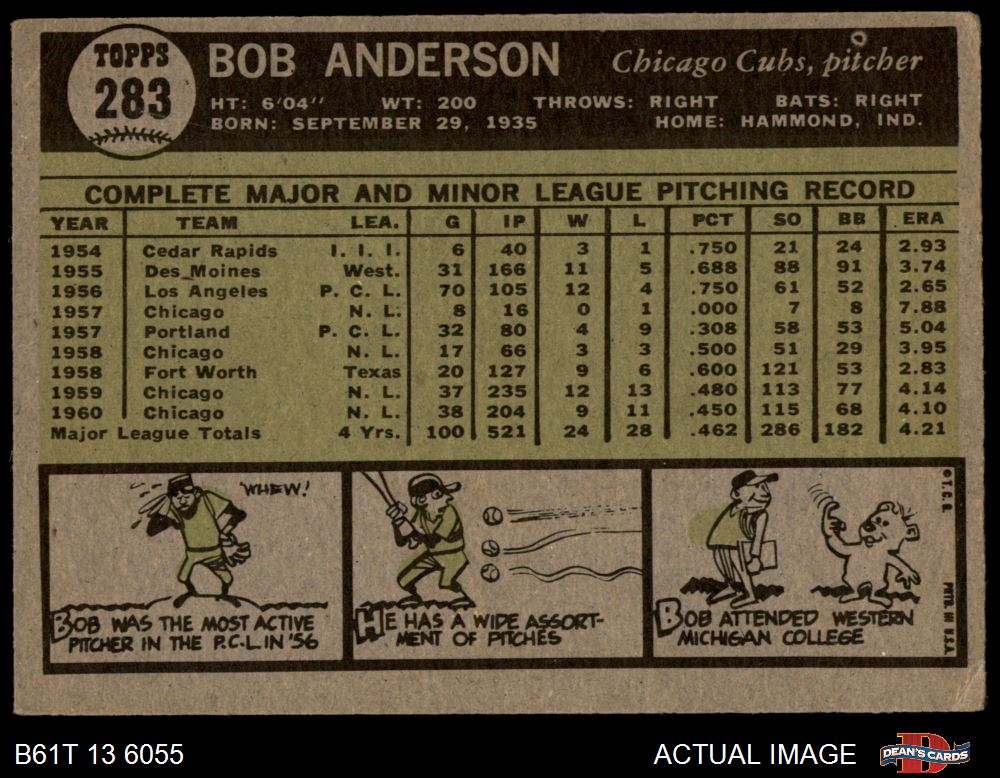 TOPPS
283
BOB ANDERSON Chicago Cubs, pitcher
HT: 6'04" WT: 200 THROWS: RIGHT BATS: RIGHT
BORN: SEPTEMBER 29, 1935 HOME: HAMMOND, IND.
COMPLETE MAJOR AND MINOR LEAGUE PITCHING RECORD
YEAR TEAM LEA. G IP W L PCT SO BB ERA
1954 Cedar Rapids I. I. I. 6 40 3 1 .750 21 24 2.93
1955 Des Moines West. 31 166 11 5 .688 88 91 3.74
1956 Los Angeles P. C. L. 70 105 12 4 .750 61 52 2.65
1957 Chicago N. L. 8 16 0 1 .000 7 8 7.88
1957 Portland P. C. L. 32 80 4 9 .308 58 53 5.04
1958 Chicago N. L. 17 66 3 3 .500 51 29 3.95
1958 Fort Worth Texas 20 127 9 6 .600 121 53 2.83
1959 Chicago N. L. 37 235 12 13 .480 113 77 4.14
1960 Chicago N. L. 38 204 9 11 .450 115 68 4.10
Major League Totals 4 Yrs. 100 521 24 28 .462 286 182 4.21
'WHEW!
BOB WAS THE MOST ACTIVE
PITCHER IN THE P.C.L. IN '56
HE HAS A WIDE ASSORT-
MENT OF PITCHES
BOB ATTENDED WESTERN
MICHIGAN COLLEGE
© T. C. G.
PRTD. IN U.S.A.
B61T 13 6055
ACTUAL IMAGE
DEAN'S CARDS